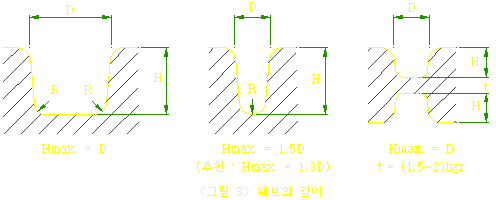 D
D
D
R
R
R
H
H
H
t
H
Hmax = D
Hmax = 1.5D
(추천 : Hmax = 1.3D)
Hmax = D
t = (1.5~2)hgr
<그림 3> 웨브의 깊이